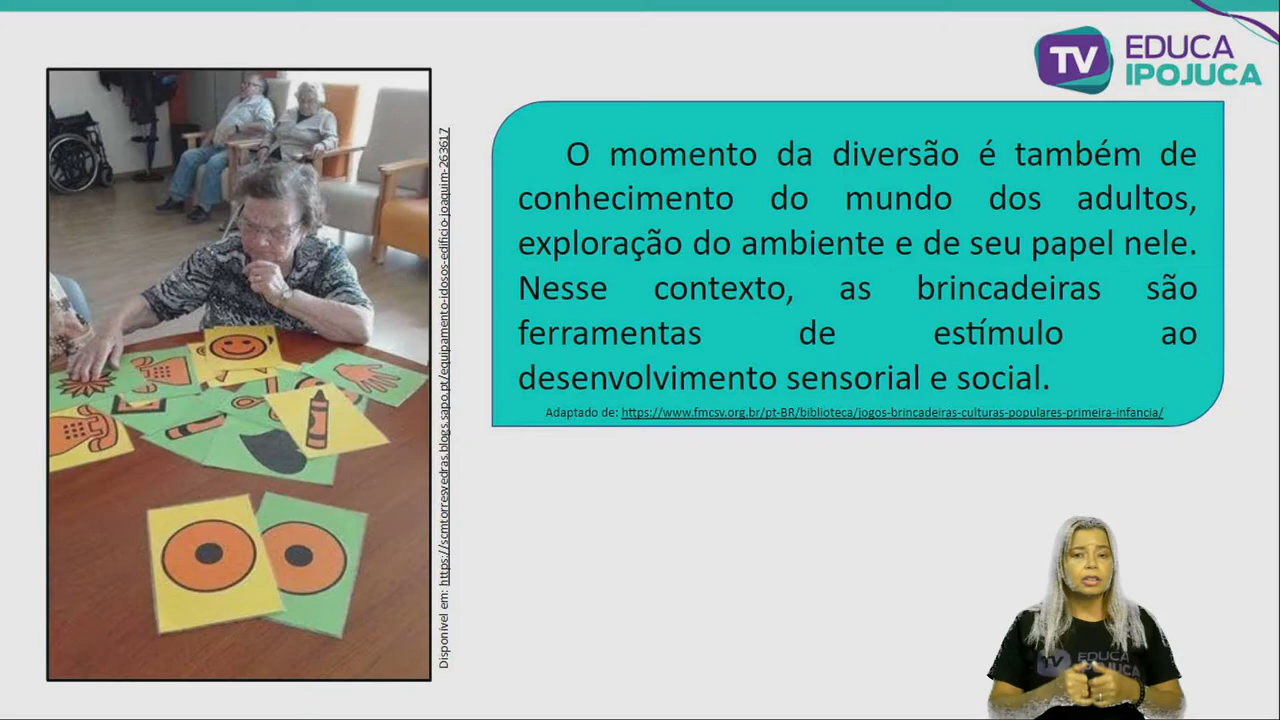 TV EDUCA
IPOJUCA
O momento da diversão é também de
conhecimento do mundo dos adultos,
exploração do ambiente e de seu papel nele.
Nesse contexto, as brincadeiras são
ferramentas de estímulo ao
desenvolvimento sensorial e social.
Adaptado de: https://www.fmcsv.org.br/pt-BR/biblioteca/jogos-brincadeiras-culturas-populares-primeira-infancia/
Disponível em: https://scmtorresvedras.blogs.sapo.pt/equipamento-idosos-edificio-joaquim-263617
TV EDUCA
IPOJUCA